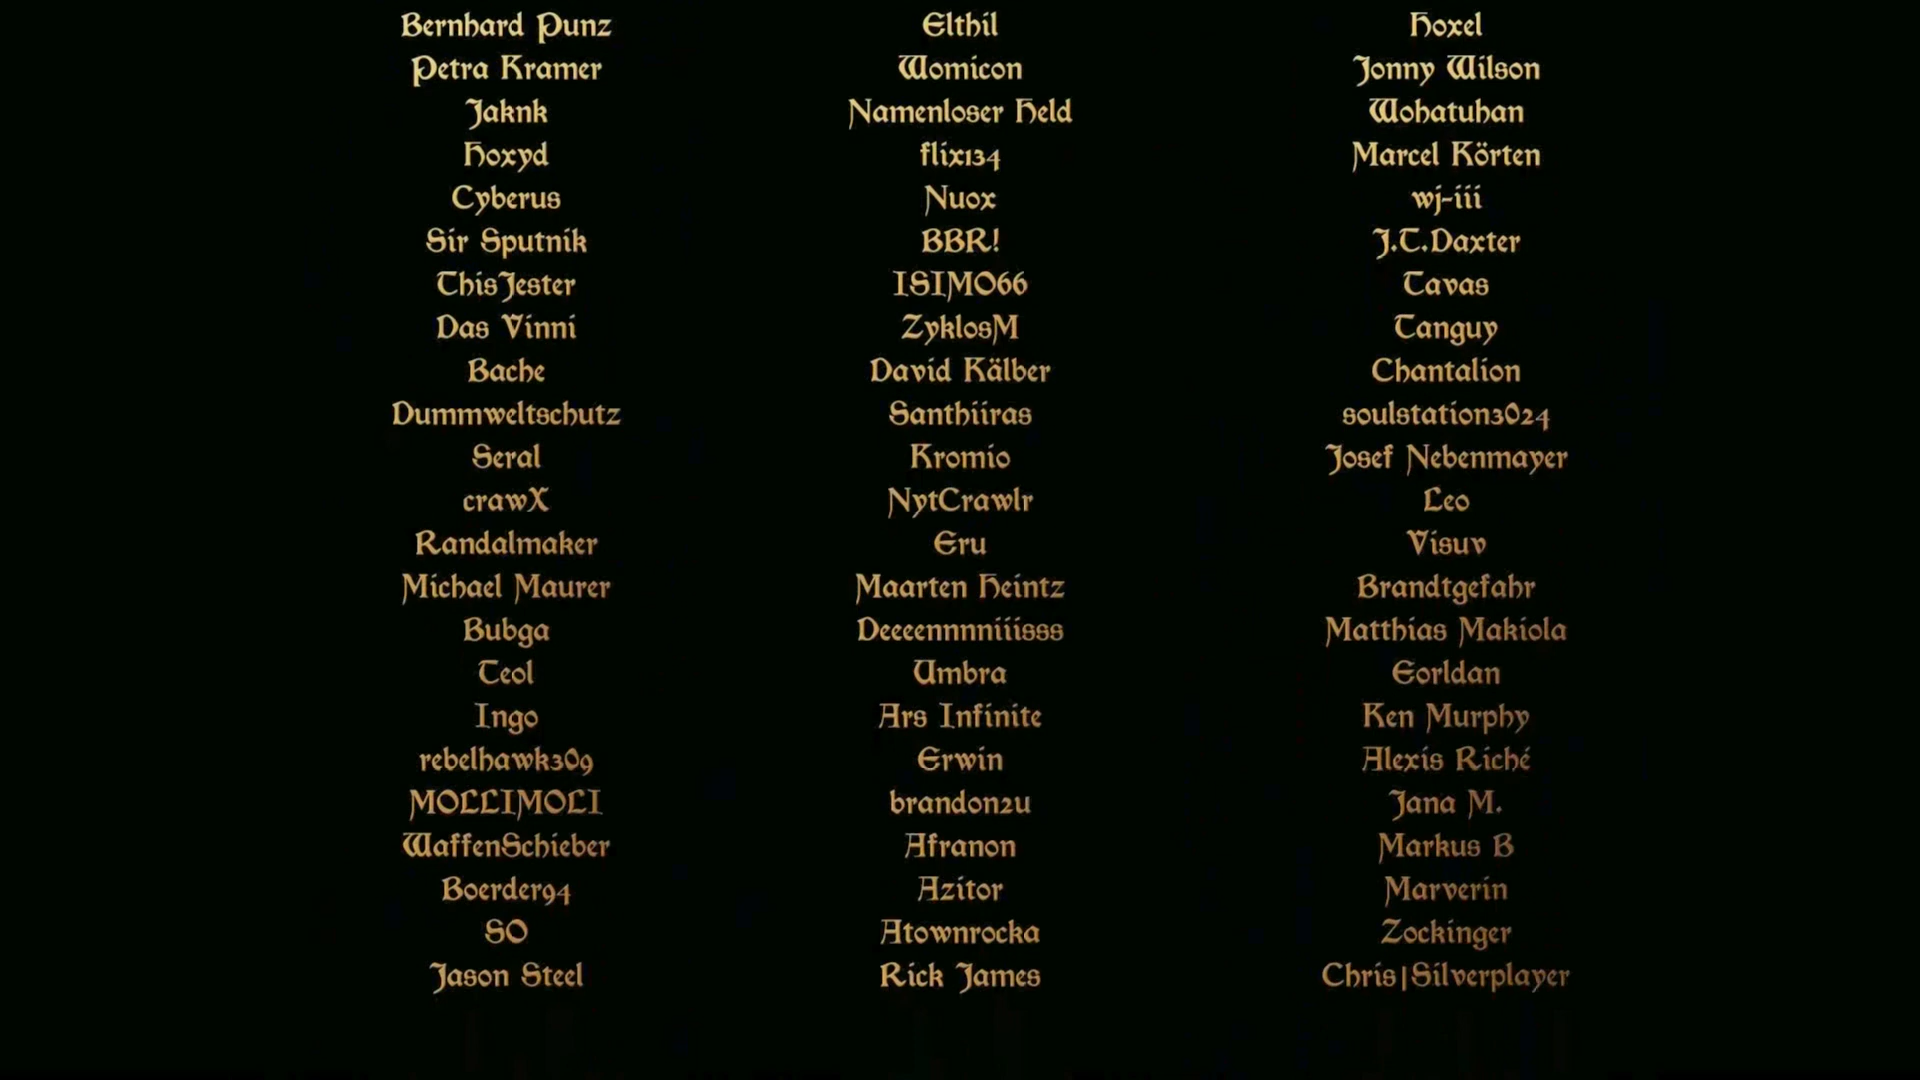 Bernhard Punz
Petra Kramer
Jaknk
Hoxyd
Cyberus
Sir Sputnik
ThisJester
Das Vinni
Bache
Dummweltschutz
Seral
crawX
Randalmaker
Michael Maurer
Bubga
Teol
Ingo
rebelhawk309
MOLLIMOLI
WaffenSchieber
Boerder94
SO
Jason Steel
Elthil
Womicon
Namenloser Held
flix134
Nuox
BBR!
ISIMO66
ZyklosM
David Kälber
Santhiiras
Kromio
NytCrawlr
Eru
Maarten Heintz
Deeeennnniiisss
Umbra
Ars Infinite
Erwin
brandon2u
Afranon
Azitor
Atownrocka
Rick James
Hoxel
Jonny Wilson
Wohatuhan
Marcel Körten
wj-iii
J.T.Daxter
Tavas
Tanguy
Chantalion
soulstation3024
Josef Nebenmayer
Leo
Visuv
Brandtgefahr
Matthias Makiola
Eorldan
Ken Murphy
Alexis Riché
Jana M.
Markus B
Marverin
Zockinger
Chris|Silverplayer